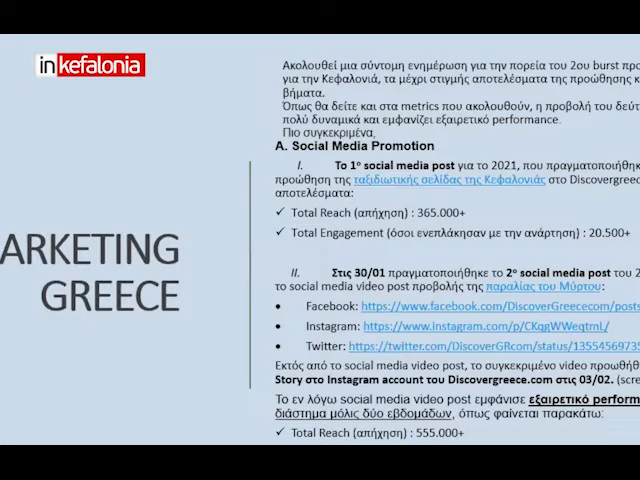 inkefalonia
Ακολουθεί μια σύντομη ενημέρωση για την πορεία του 2ου burst προ
για την Κεφαλονιά, τα μέχρι στιγμής αποτελέσματα της προώθησης κ
βήματα.
Όπως θα δείτε και στα metrics που ακολουθούν, η προβολή του δεύτ
πολύ δυναμικά και εμφανίζει εξαιρετικό performance.
Πιο συγκεκριμένα,
A. Social Media Promotion
I. Το 1ο social media post για το 2021, που πραγματοποιήθηκ
προώθηση της ταξιδιωτικής σελίδας της Κεφαλονιάς στο Discovergreec
αποτελέσματα:
✓ Total Reach (απήχηση) : 365.000+
✓ Total Engagement (όσοι ενεπλάκησαν με την ανάρτηση) : 20.500+
ARKETING
GREECE
II. Στις 30/01 πραγματοποιήθηκε το 2ο social media post του 2
το social media video post προβολής της παραλίας του Μύρτου:
• Facebook: https://www.facebook.com/DiscoverGreececom/posts
• Instagram: https://www.instagram.com/p/CKqgWWeqtmL/
• Twitter: https://twitter.com/DiscoverGRcom/status/1355456973
Εκτός από το social media video post, το συγκεκριμένο video προωθήθ
Story στο Instagram account του Discovergreece.com στις 03/02. (scre
Το εν λόγω social media video post εμφάνισε εξαιρετικό perform
διάστημα μόλις δύο εβδομάδων, όπως φαίνεται παρακάτω:
✓ Total Reach (απήχηση) : 555.000+